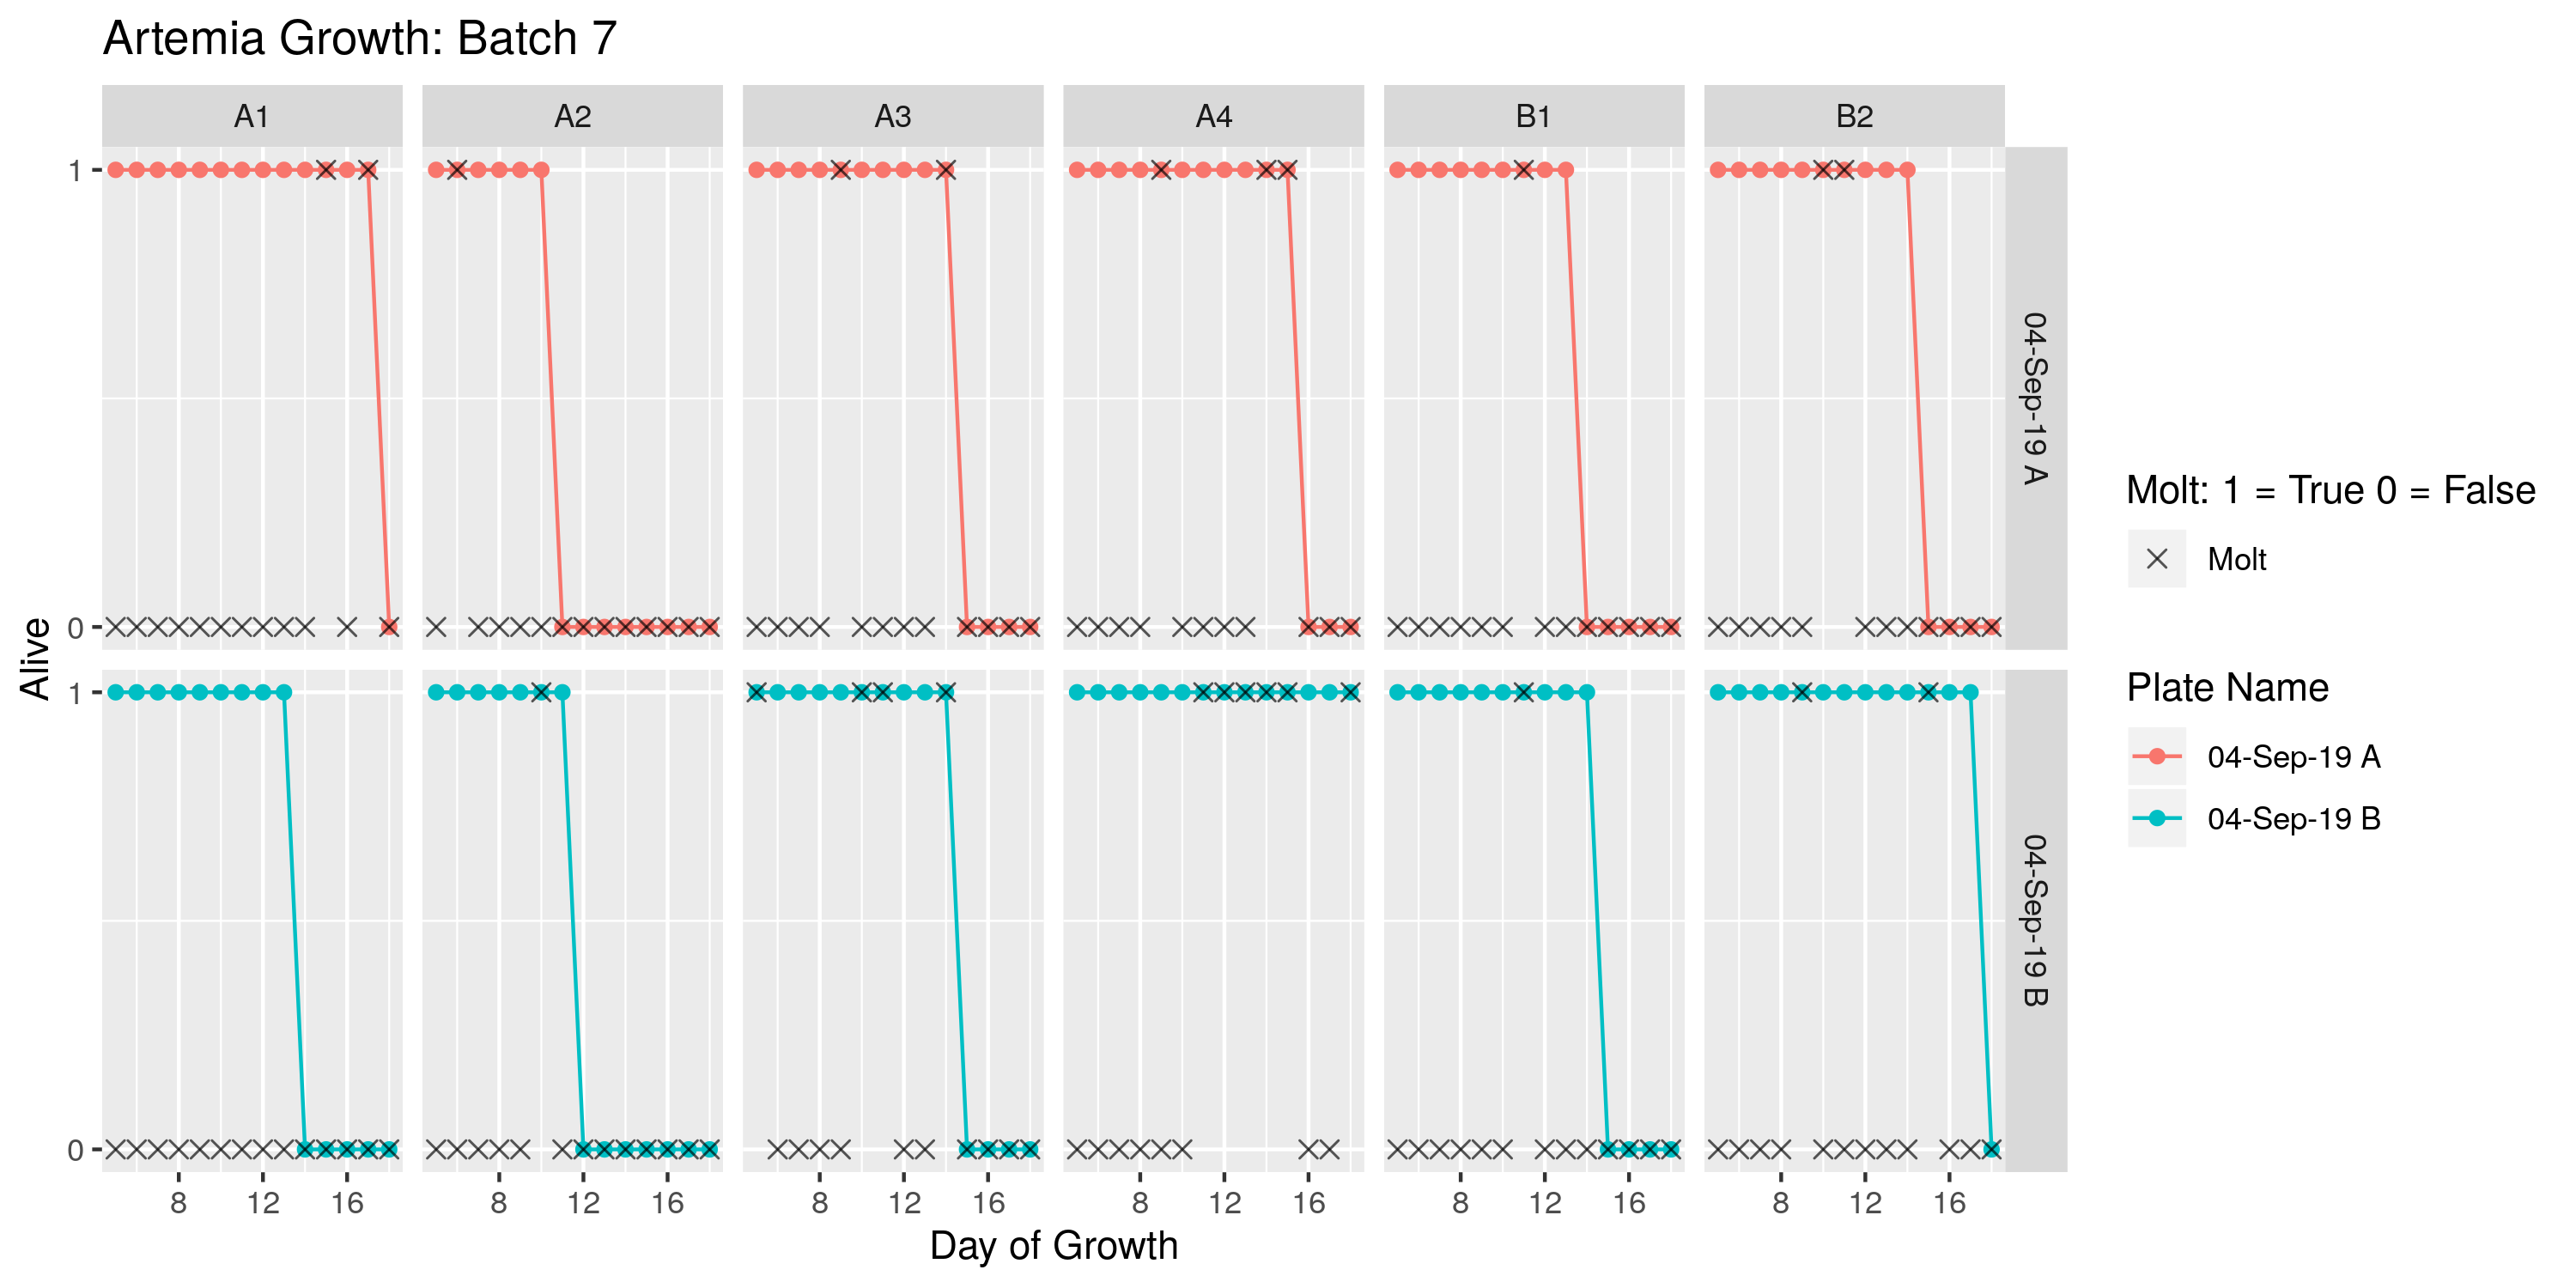 Artemia Growth: Batch 7
A1 A2 A3 A4 B1 B2
1
0
04-Sep-19 A
1
0
04-Sep-19 B
Alive
8 12 16 8 12 16 8 12 16 8 12 16 8 12 16 8 12 16
Day of Growth
Molt: 1 = True 0 = False
Molt
Plate Name
04-Sep-19 A
04-Sep-19 B